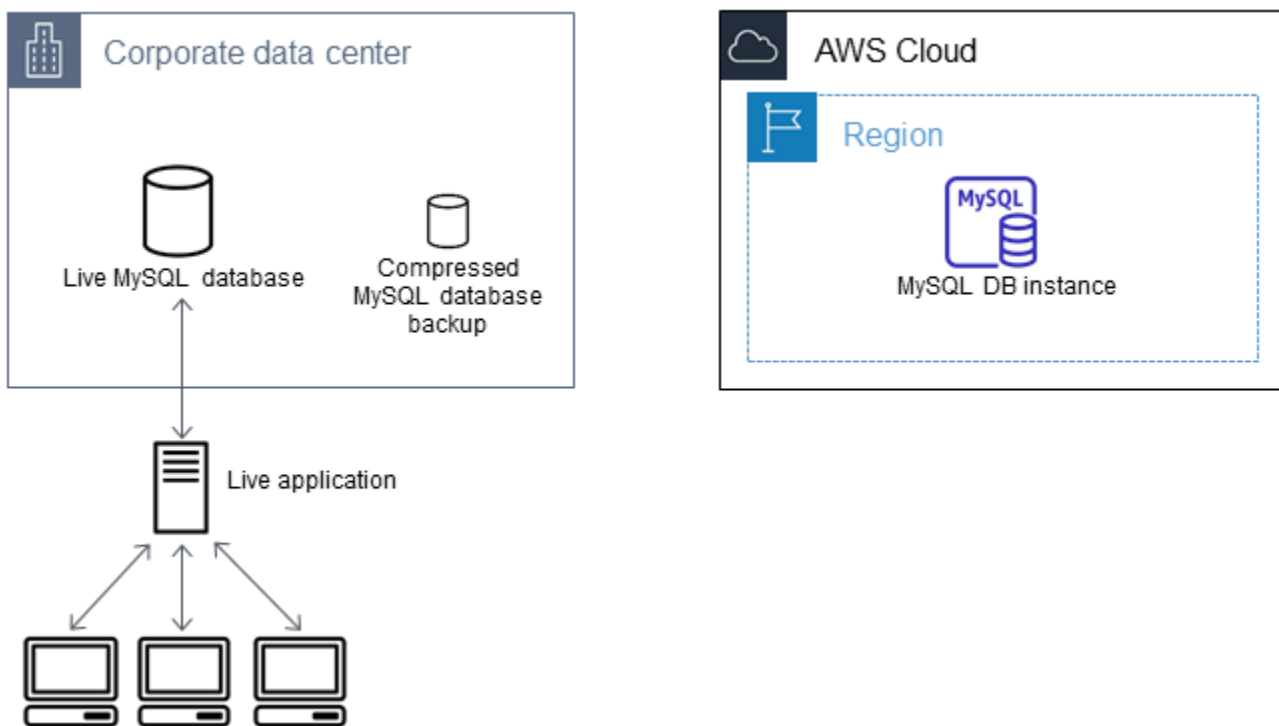 Corporate data center
Live MySQL database
Compressed
MySQL database
backup
Live application
AWS Cloud
Region
MySQL
MySQL DB instance